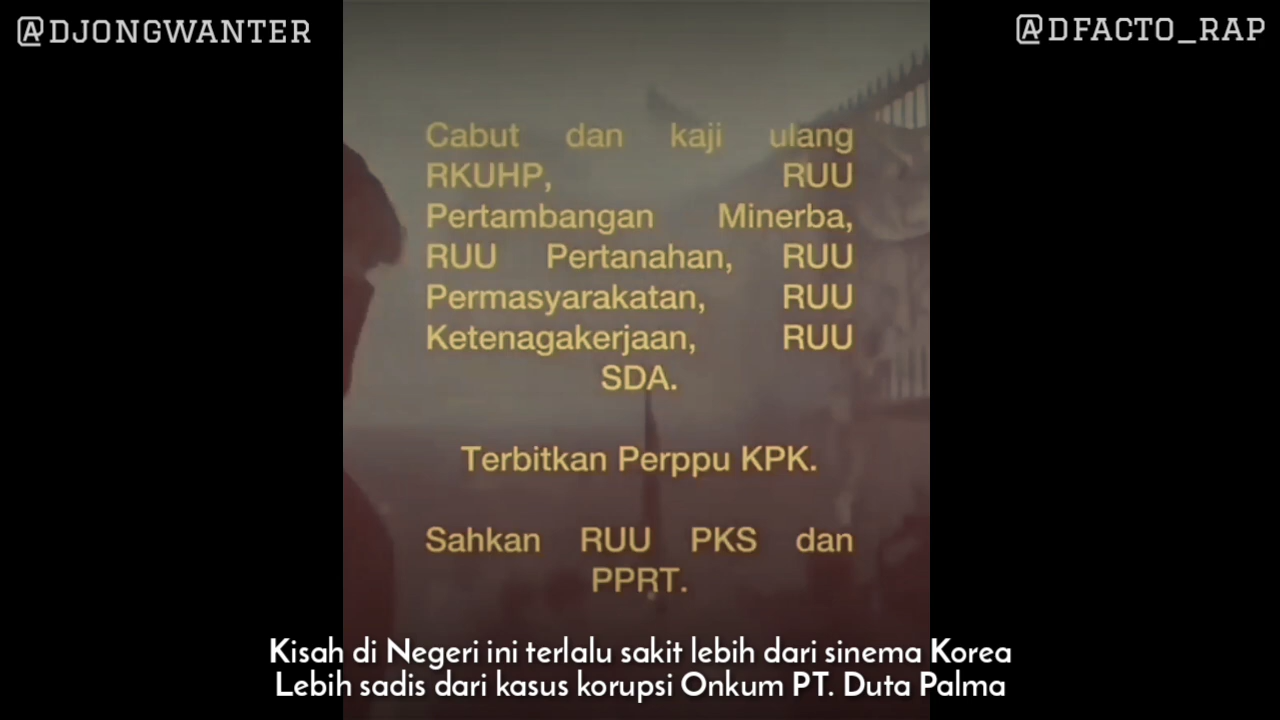 @DJONGWANTER
@DFACTO_RAP
Cabut dan kaji ulang
RKUHP, RUU
Pertambangan Minerba,
RUU Pertanahan, RUU
Permasyarakatan, RUU
Ketenagakerjaan, RUU
SDA.
Terbitkan Perppu KPK.
Sahkan RUU PKS dan
PPRT.
Kisah di Negeri ini terlalu sakit lebih dari sinema Korea
Lebih sadis dari kasus korupsi Onkum PT. Duta Palma